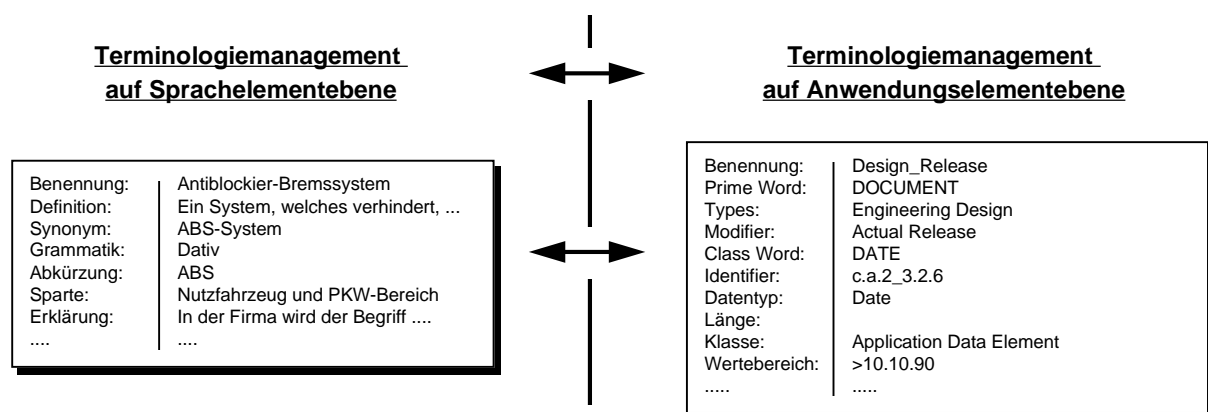 Terminologiemanagement
auf Sprachelementebene
Benennung: Antiblockier-Bremssystem
Definition: Ein System, welches verhindert, ...
Synonym: ABS-System
Grammatik: Dativ
Abkürzung: ABS
Sparte: Nutzfahrzeug und PKW-Bereich
Erklärung: In der Firma wird der Begriff ....
.... ....
Terminologiemanagement
auf Anwendungselementebene
Benennung: Design_Release
Prime Word: DOCUMENT
Types: Engineering Design
Modifier: Actual Release
Class Word: DATE
Identifier: c.a.2_3.2.6
Datentyp: Date
Länge:
Klasse: Application Data Element
Wertebereich: >10.10.90
..... .....